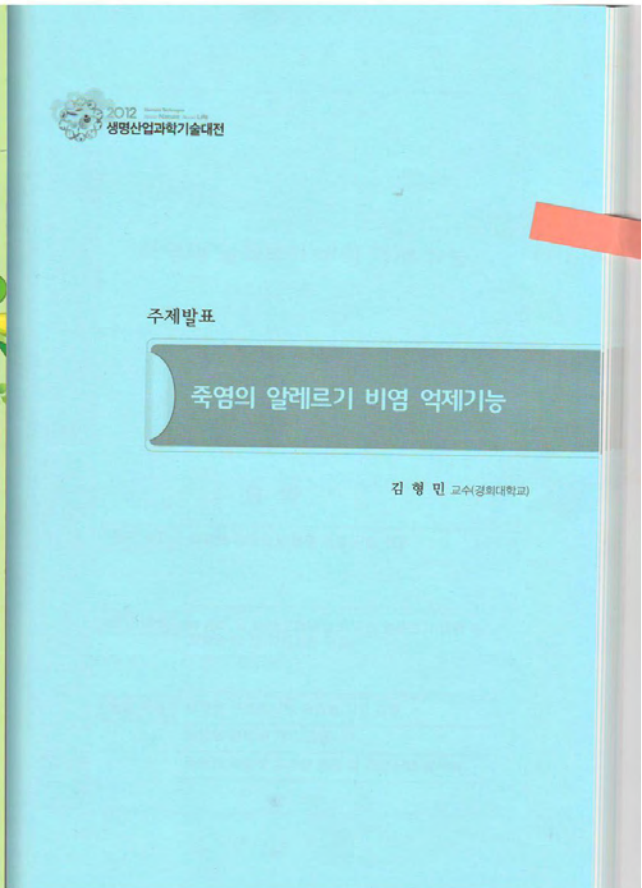 2012
생명산업과학기술대전
주제발표
죽염의 알레르기 비염 억제기능
김 형 민 교수(경희대학교)